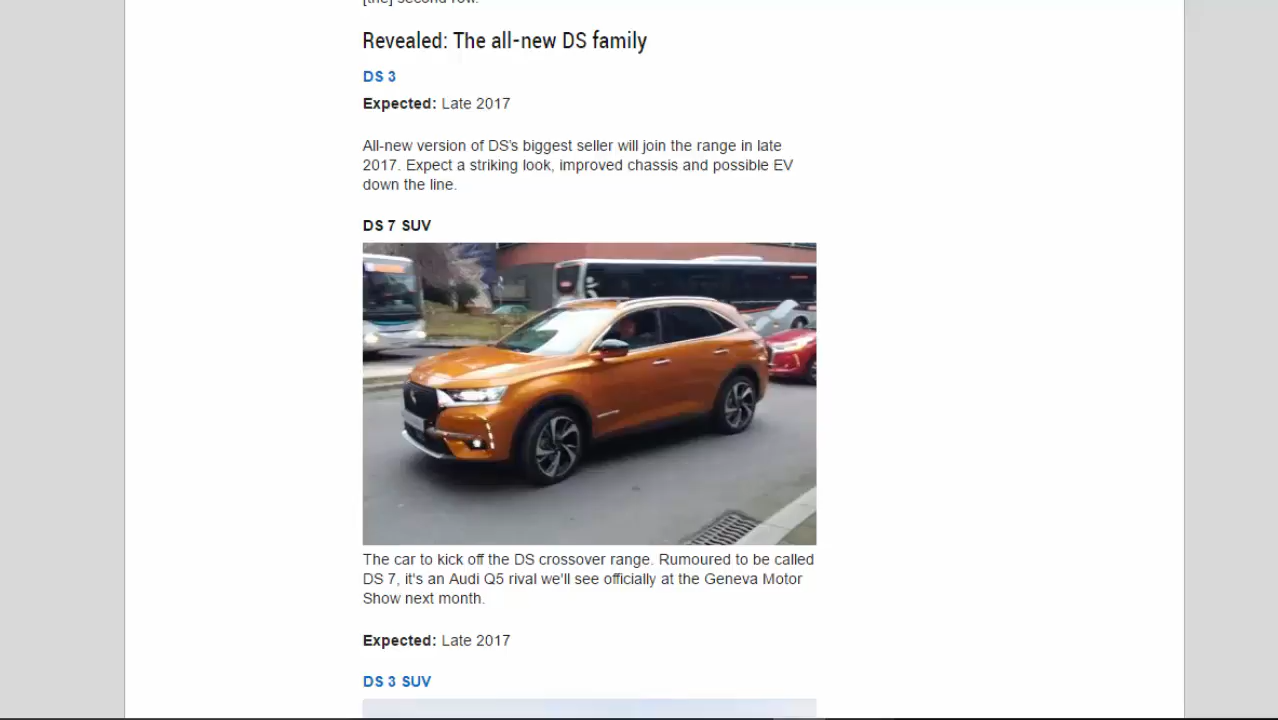 [the] second row.
Revealed: The all-new DS family
DS 3
Expected: Late 2017
All-new version of DS's biggest seller will join the range in late
2017. Expect a striking look, improved chassis and possible EV
down the line.
DS 7 SUV
The car to kick off the DS crossover range. Rumoured to be called
DS 7, it's an Audi Q5 rival we'll see officially at the Geneva Motor
Show next month.
Expected: Late 2017
DS 3 SUV